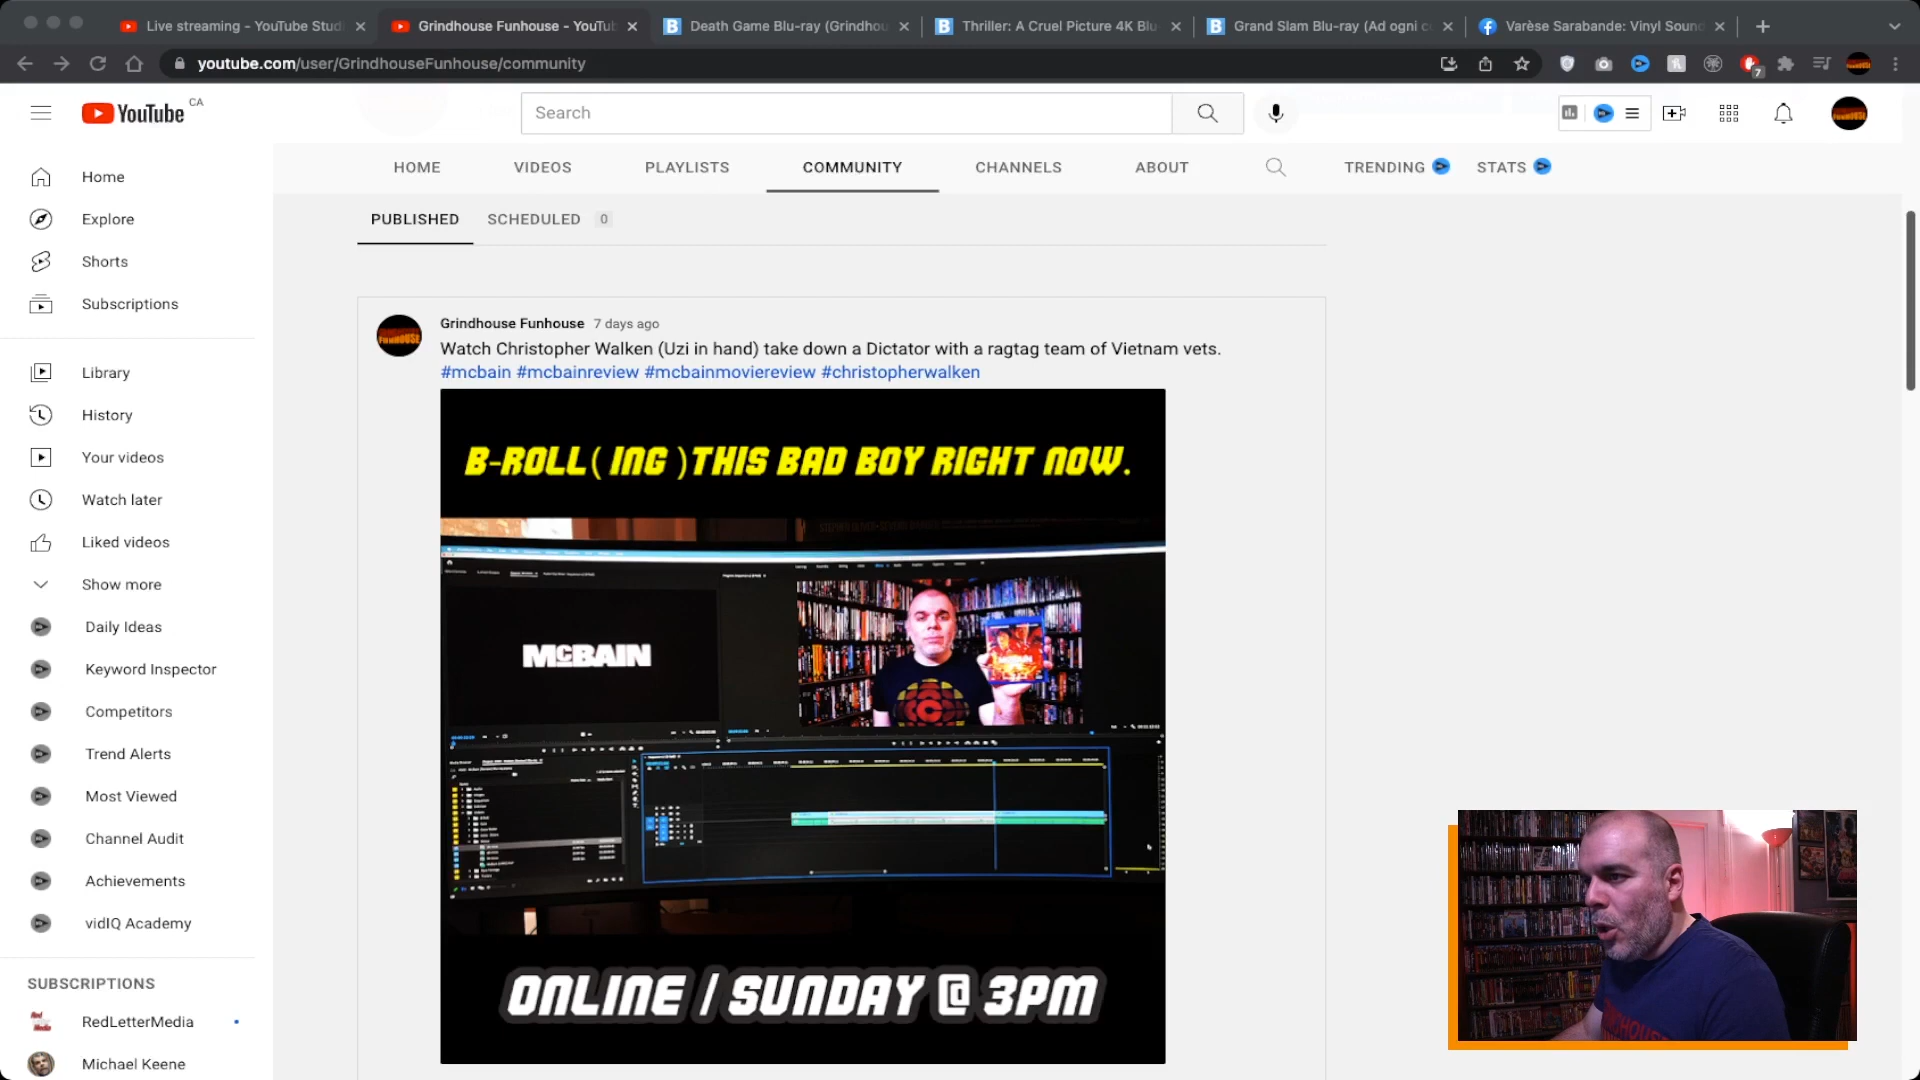 Live streaming - YouTube Studi
Grindhouse Funhouse - YouTub
Death Game Blu-ray (Grindhou
Thriller: A Cruel Picture 4K Blu
Grand Slam Blu-ray (Ad ogni c
Varèse Sarabande: Vinyl Sound
youtube.com/user/GrindhouseFunhouse/community
7
YouTube CA
Search
HOME
VIDEOS
PLAYLISTS
COMMUNITY
CHANNELS
ABOUT
TRENDING
STATS
PUBLISHED
SCHEDULED 0
Home
Explore
Shorts
Subscriptions
Library
History
Your videos
Watch later
Liked videos
Show more
Daily Ideas
Keyword Inspector
Competitors
Trend Alerts
Most Viewed
Channel Audit
Achievements
vidIQ Academy
SUBSCRIPTIONS
RedLetterMedia
Michael Keene
Grindhouse Funhouse 7 days ago
Watch Christopher Walken (Uzi in hand) take down a Dictator with a ragtag team of Vietnam vets.
#mcbain #mcbainreview #mcbainmoviereview #christopherwalken
B-ROLL( ING )THIS BAD BOY RIGHT NOW.
MCBAIN
MCBAIN
ONLINE / SUNDAY @ 3PM